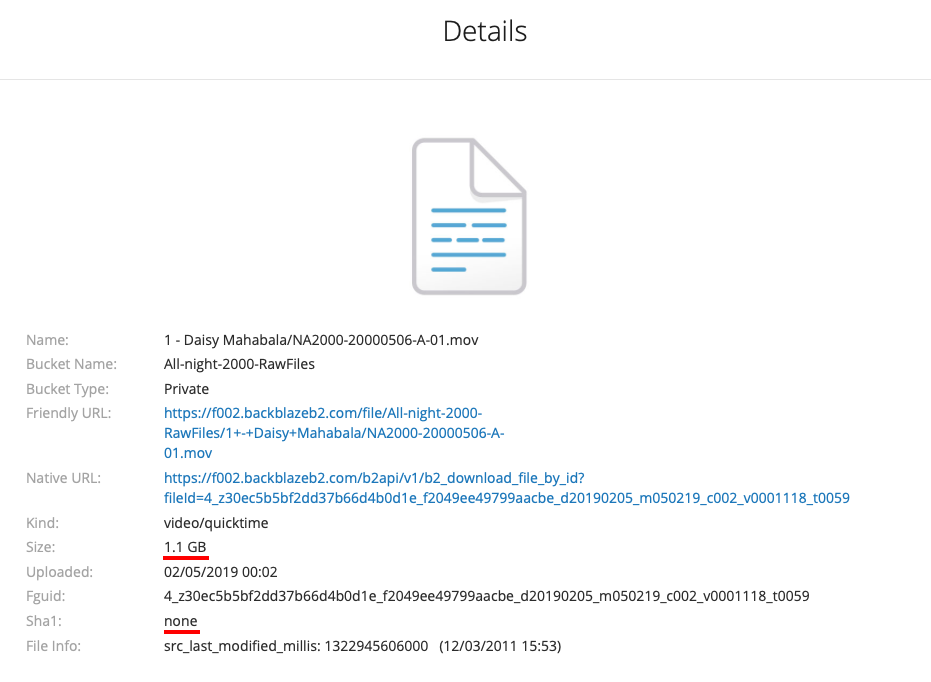 Details
Name: 1 - Daisy Mahabala/NA2000-20000506-A-01.mov
Bucket Name: All-night-2000-RawFiles
Bucket Type: Private
Friendly URL: https://f002.backblazeb2.com/file/All-night-2000-
RawFiles/1+-+Daisy+Mahabala/NA2000-20000506-A-
01.mov
Native URL: https://f002.backblazeb2.com/b2api/v1/b2_download_file_by_id?
fileId=4_z30ec5b5bf2dd37b66d4b0d1e_f2049ee49799aacbe_d20190205_m050219_c002_v0001118_t0059
Kind: video/quicktime
Size: 1.1 GB
Uploaded: 02/05/2019 00:02
Fguid: 4_z30ec5b5bf2dd37b66d4b0d1e_f2049ee49799aacbe_d20190205_m050219_c002_v0001118_t0059
Sha1: none
File Info: src_last_modified_millis: 1322945606000 (12/03/2011 15:53)